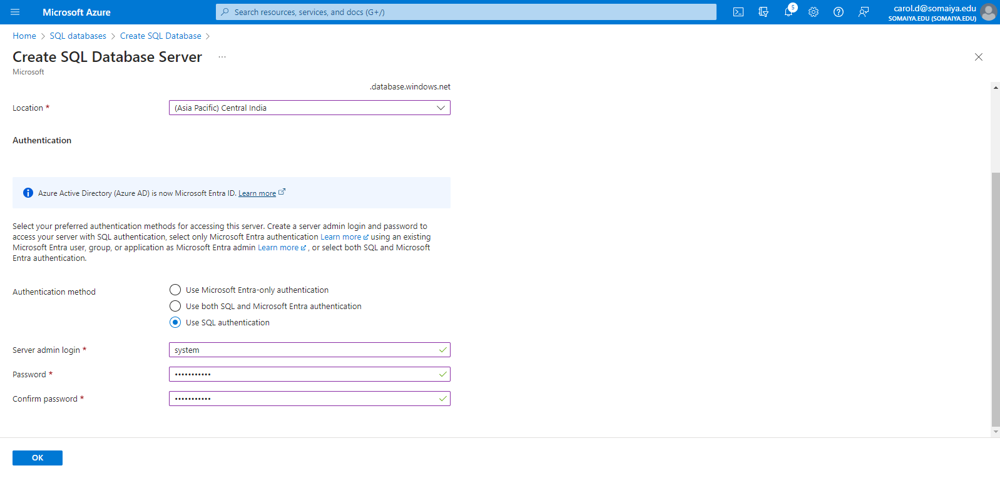 Microsoft Azure
Search resources, services, and docs (G+/)
5
carol.d@somaiya.edu
SOMAIYA.EDU (SOMAIYA.EDU)
Home > SQL databases > Create SQL Database >
Create SQL Database Server ...
Microsoft
.database.windows.net
Location *
(Asia Pacific) Central India
Authentication
Azure Active Directory (Azure AD) is now Microsoft Entra ID. Learn more
Select your preferred authentication methods for accessing this server. Create a server admin login and password to
access your server with SQL authentication, select only Microsoft Entra authentication Learn more using an existing
Microsoft Entra user, group, or application as Microsoft Entra admin Learn more , or select both SQL and Microsoft
Entra authentication.
Authentication method
Use Microsoft Entra-only authentication
Use both SQL and Microsoft Entra authentication
Use SQL authentication
Server admin login *
system
Password *
•••••••••••
Confirm password *
•••••••••••
OK